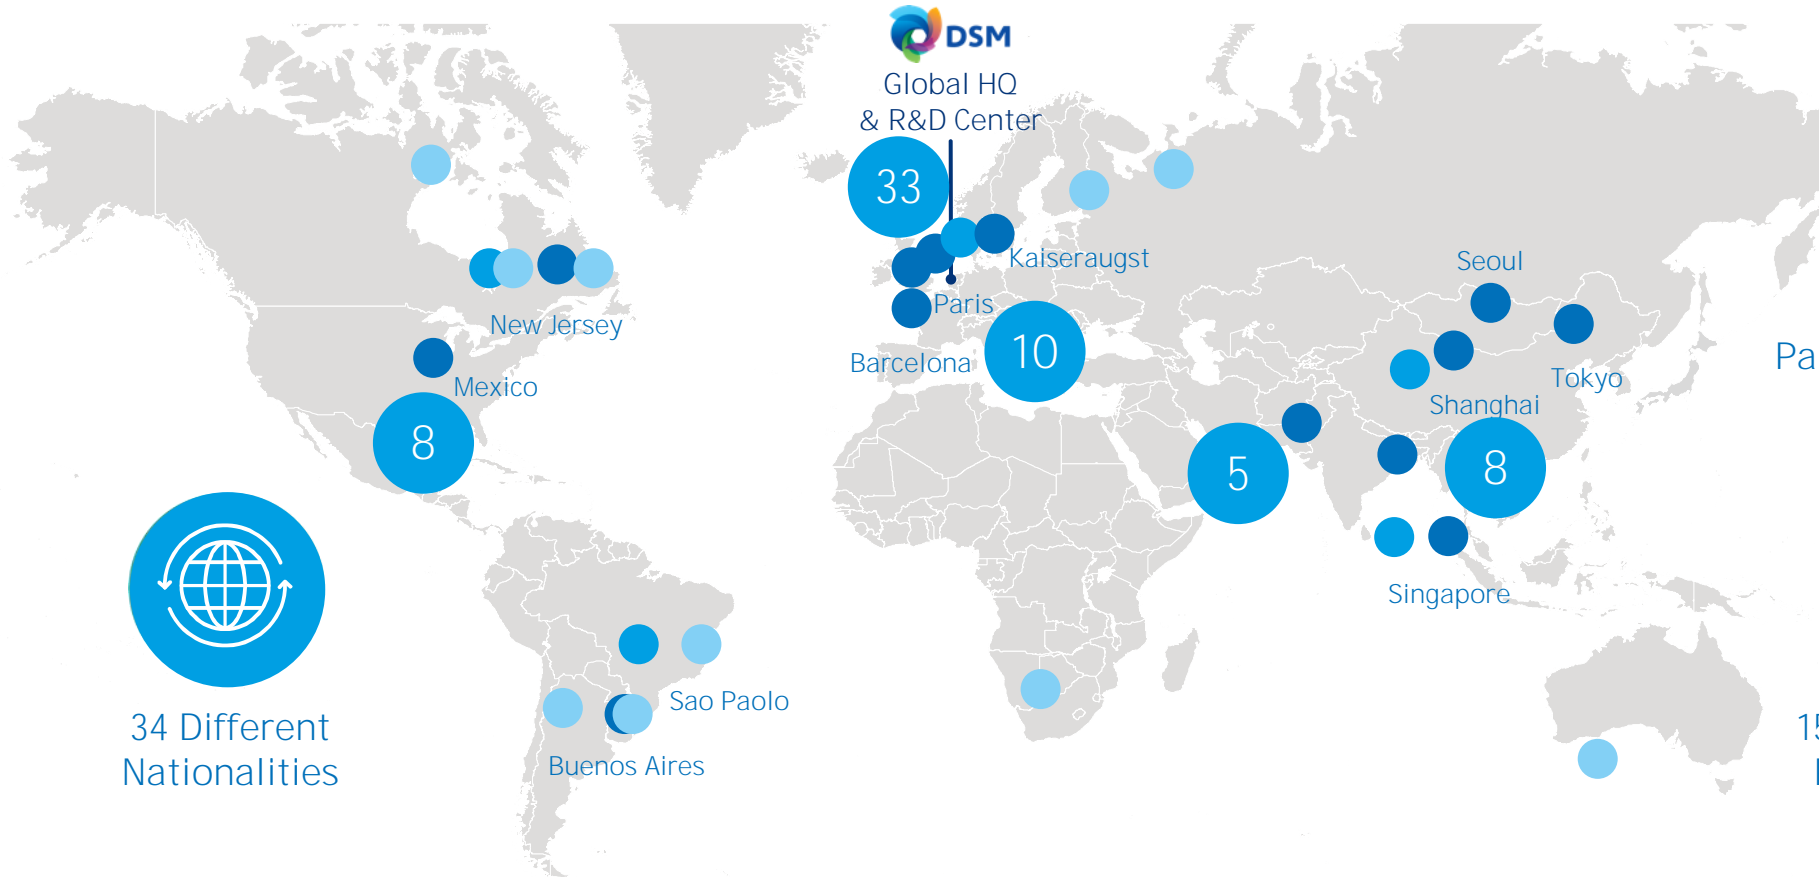 DSM
Global HQ
& R&D Center
33
Kaiseraugst
Seoul
Paris
New Jersey
10
Barcelona
Mexico
Tokyo
Shanghai
8
5
8
Singapore
Sao Paolo
34 Different
Nationalities
Buenos Aires